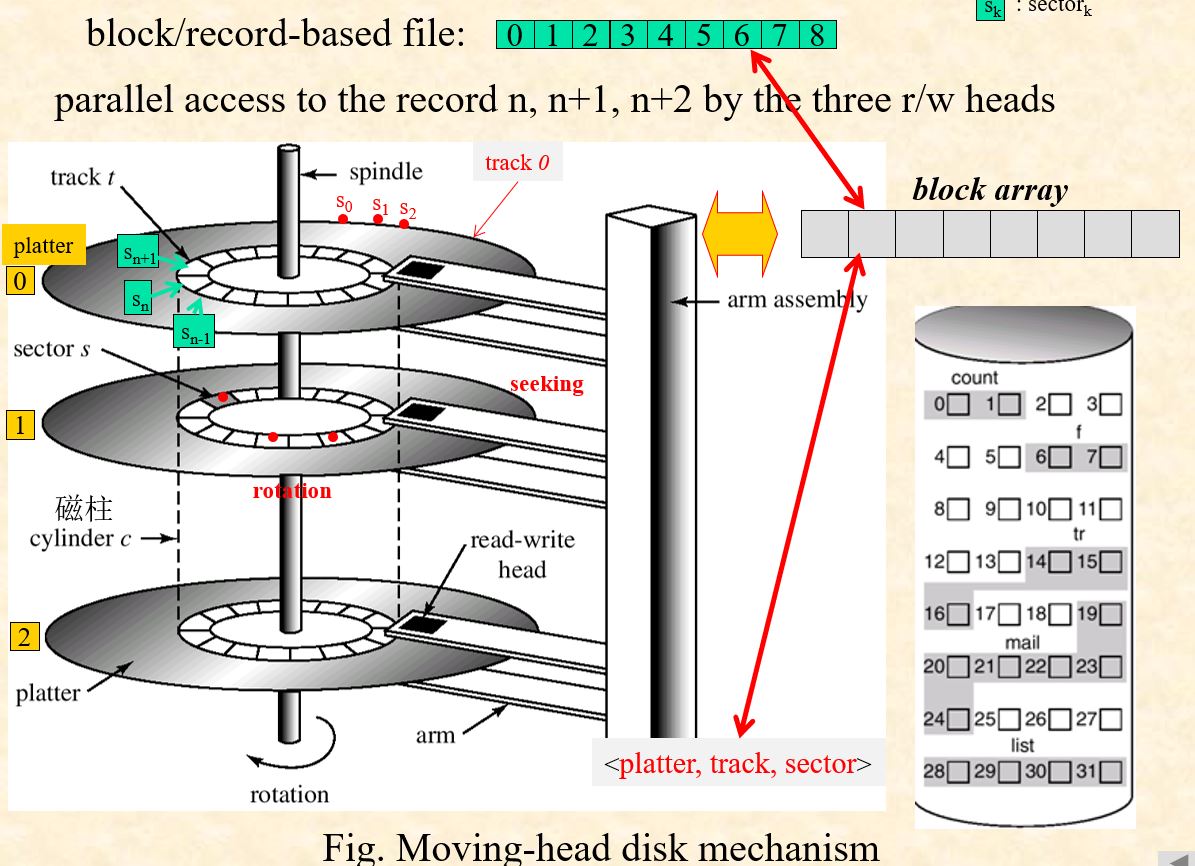 s_k : sector_k
block/record-based file: 0 1 2 3 4 5 6 7 8
parallel access to the record n, n+1, n+2 by the three r/w heads
track t
spindle
track 0
s_0 s_1 s_2
block array
platter
0
s_n+1
s_n
s_n-1
arm assembly
sector s
seeking
1
rotation
磁柱
cylinder c
read-write
head
2
platter
arm
<platter, track, sector>
rotation
count
0 1 2 3
f
4 5 6 7
8 9 10 11
tr
12 13 14 15
16 17 18 19
mail
20 21 22 23
24 25 26 27
list
28 29 30 31
Fig. Moving-head disk mechanism